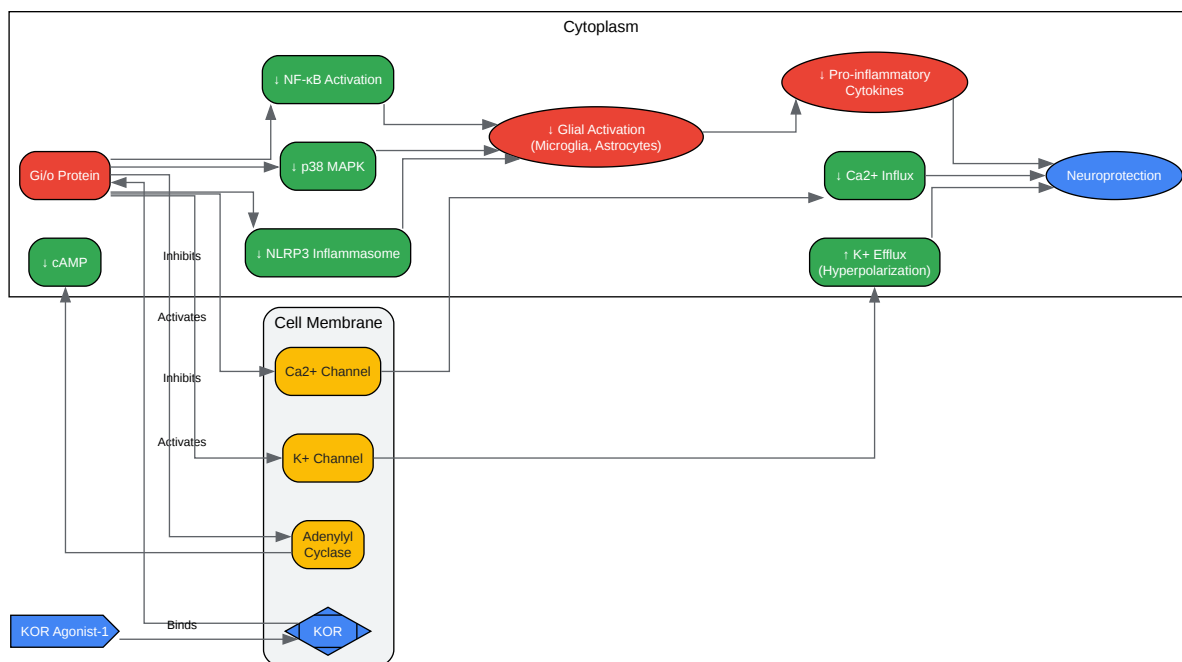 Cytoplasm
↓ NF-κB Activation
↓ Pro-inflammatory
Cytokines
↓ Glial Activation
(Microglia, Astrocytes)
↓ p38 MAPK
Gi/o Protein
↓ Ca2+ Influx
Neuroprotection
↓ NLRP3 Inflammasome
↓ cAMP
Inhibits
↑ K+ Efflux
(Hyperpolarization)
Activates
Cell Membrane
Ca2+ Channel
Inhibits
Activates
K+ Channel
Adenylyl
Cyclase
KOR Agonist-1
Binds
KOR